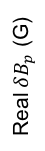 Real δB_p (G)